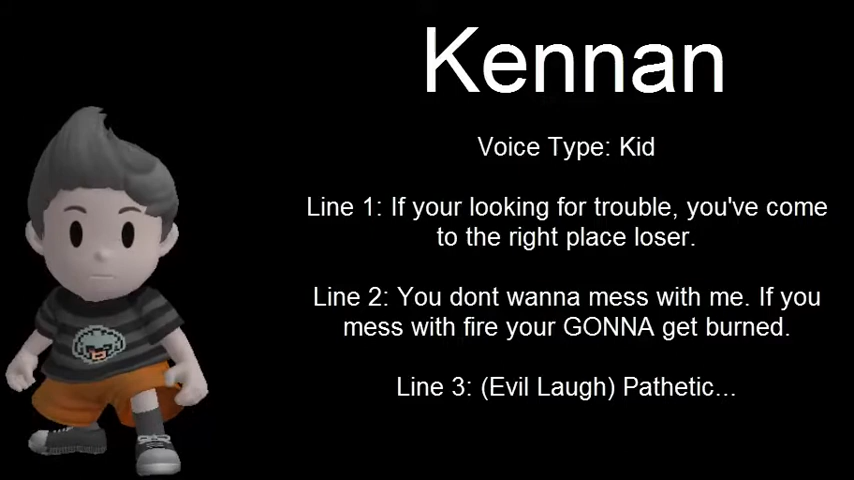 Kennan
Voice Type: Kid
Line 1: If your looking for trouble, you've come
to the right place loser.
Line 2: You dont wanna mess with me. If you
mess with fire your GONNA get burned.
Line 3: (Evil Laugh) Pathetic...